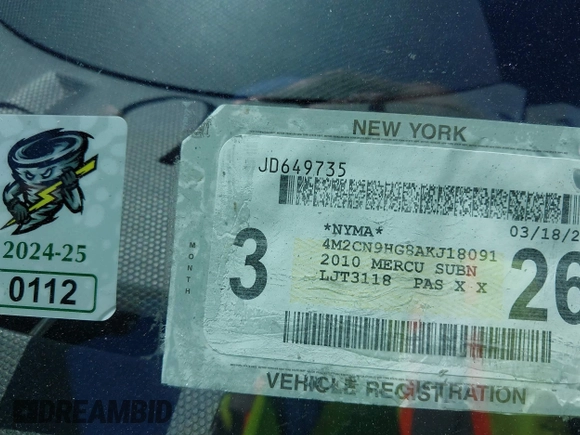 NEW YORK
JD649735
*NYMA*
03/18/2
4M2CN9HG8AKJ18091
2010 MERCU SUBN
LJT3118 PAS X X
3
MONTH
26
VEHICLE REGISTRATION
2024-25
0112
DREAMBID